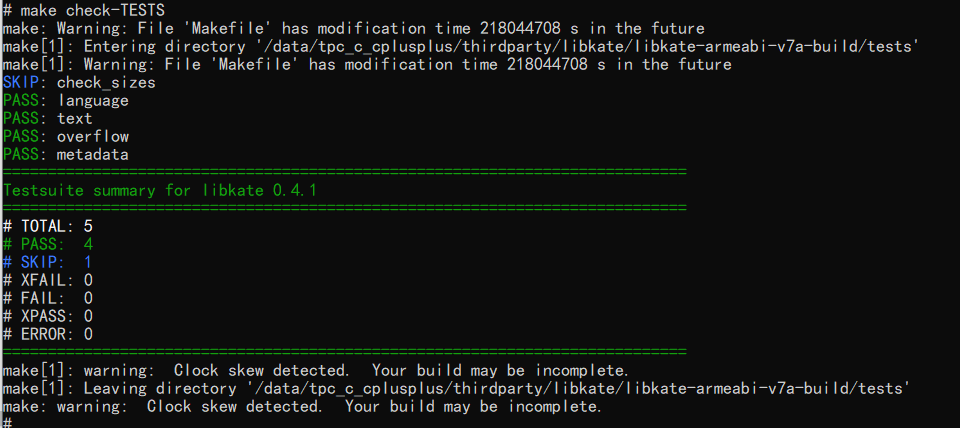 # make check-TESTS
make: Warning: File 'Makefile' has modification time 218044708 s in the future
make[1]: Entering directory '/data/tpc_c_cplusplus/thirdparty/libkate/libkate-armeabi-v7a-build/tests'
make[1]: Warning: File 'Makefile' has modification time 218044708 s in the future
SKIP: check_sizes
PASS: language
PASS: text
PASS: overflow
PASS: metadata
============================================================================
Testsuite summary for libkate 0.4.1
============================================================================
# TOTAL: 5
# PASS:  4
# SKIP:  1
# XFAIL: 0
# FAIL:  0
# XPASS: 0
# ERROR: 0
============================================================================
make[1]: warning:  Clock skew detected.  Your build may be incomplete.
make[1]: Leaving directory '/data/tpc_c_cplusplus/thirdparty/libkate/libkate-armeabi-v7a-build/tests'
make: warning:  Clock skew detected.  Your build may be incomplete.
#